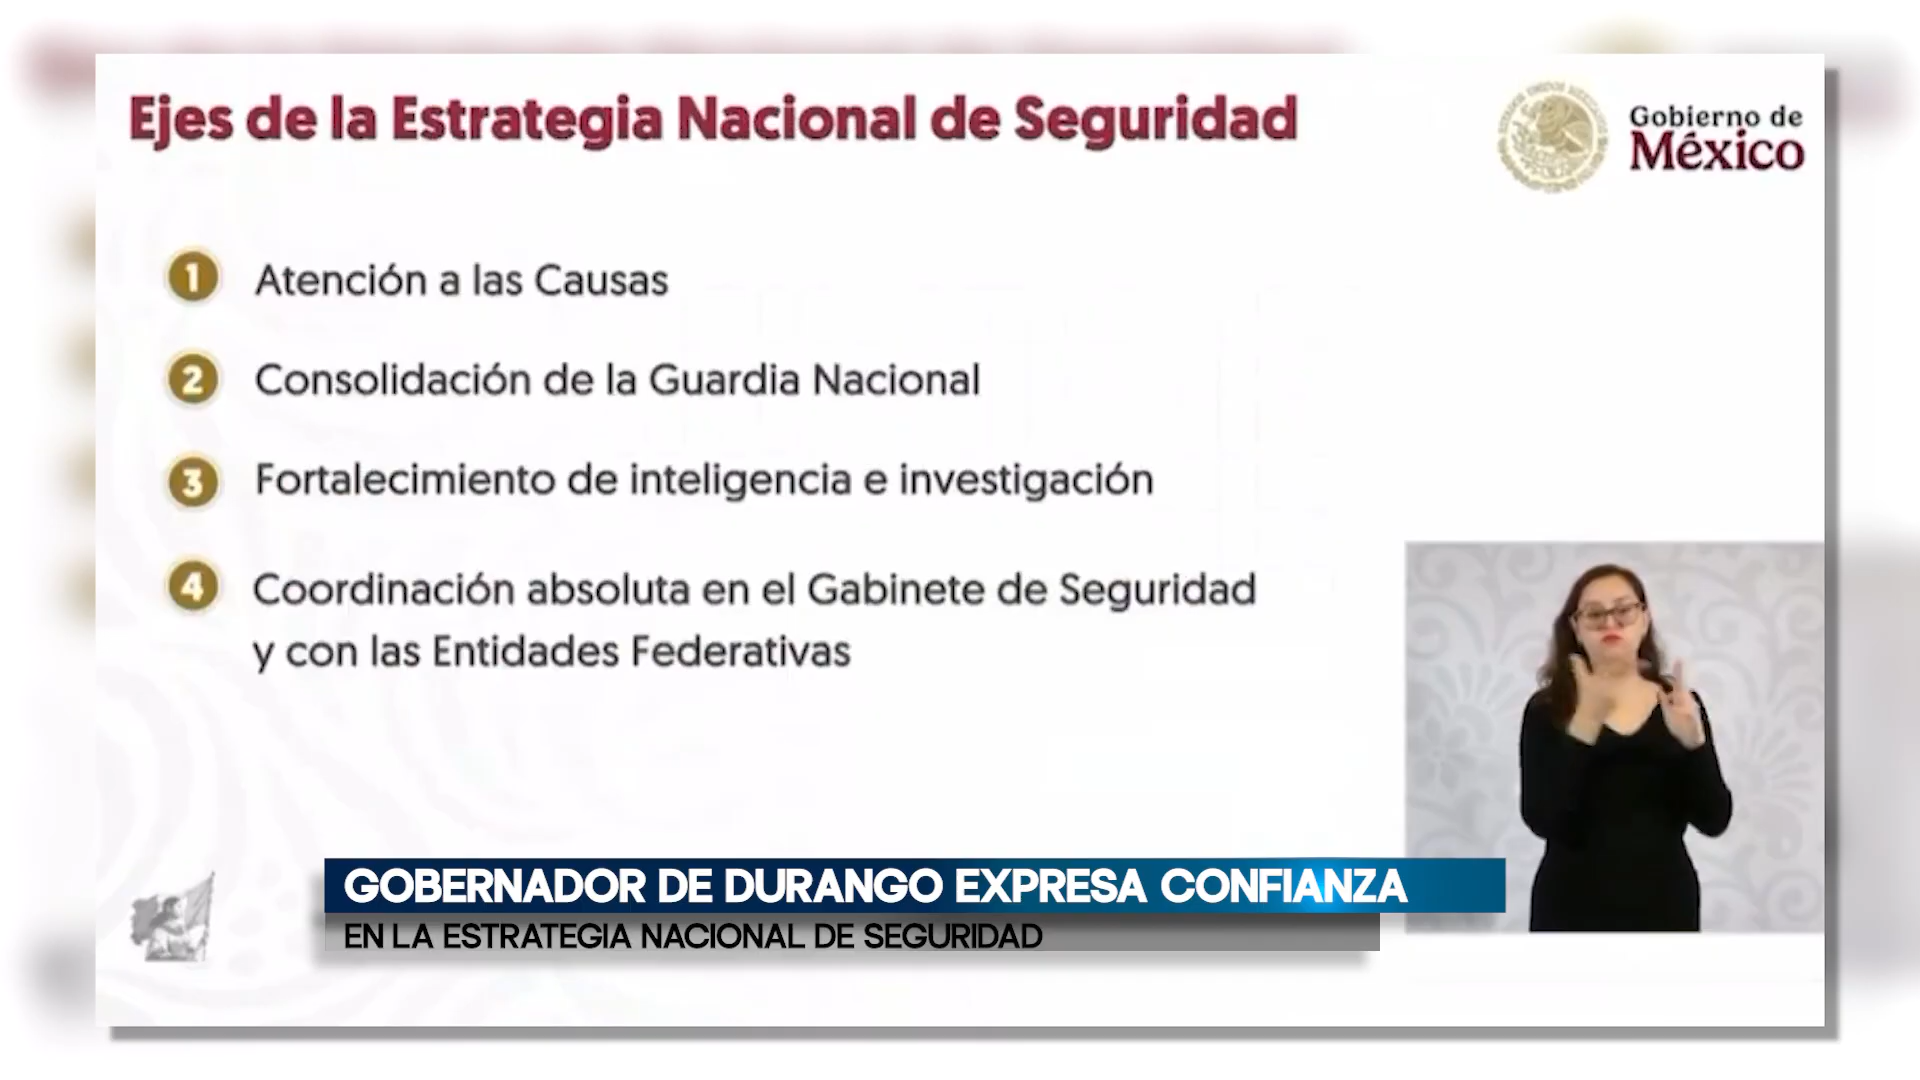 Ejes de la Estrategia Nacional de Seguridad
Gobierno de
México
1 Atención a las Causas
2 Consolidación de la Guardia Nacional
3 Fortalecimiento de inteligencia e investigación
4 Coordinación absoluta en el Gabinete de Seguridad
y con las Entidades Federativas
GOBERNADOR DE DURANGO EXPRESA CONFIANZA
EN LA ESTRATEGIA NACIONAL DE SEGURIDAD